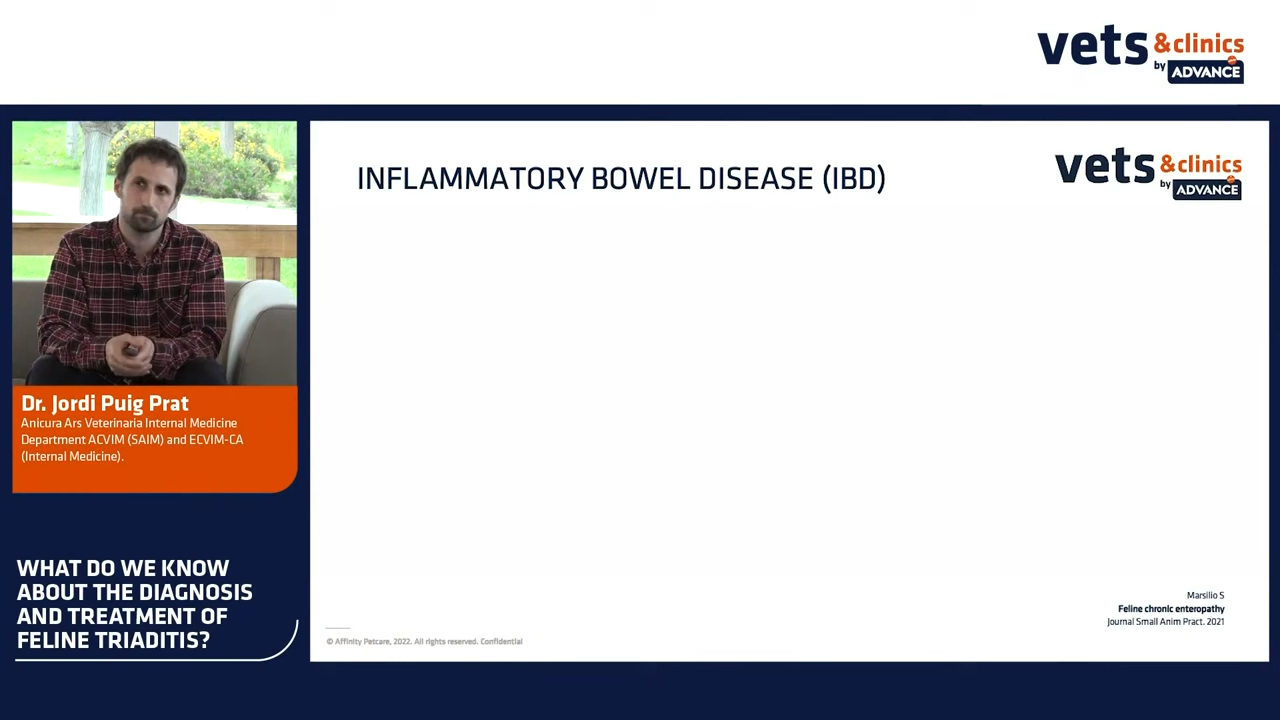 vets &clinics
by ADVANCE
vets &clinics
by ADVANCE
INFLAMMATORY BOWEL DISEASE (IBD)
Dr. Jordi Puig Prat
Anicura Ars Veterinaria Internal Medicine
Department ACVIM (SAIM) and ECVIM-CA
(Internal Medicine).
WHAT DO WE KNOW
ABOUT THE DIAGNOSIS
AND TREATMENT OF
FELINE TRIADITIS?
Marsilio S
Feline chronic enteropathy
Journal Small Anim Pract. 2021
© Affinity Petcare, 2022. All rights reserved. Confidential